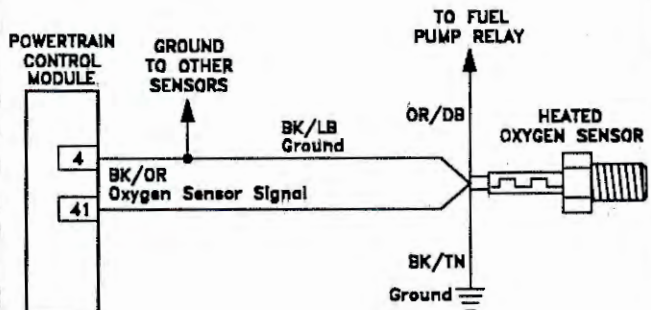 POWERTRAIN
CONTROL
MODULE
GROUND
TO OTHER
SENSORS
TO FUEL
PUMP RELAY
HEATED
OXYGEN SENSOR
OR/DB
BK/LB
Ground
4
BK/OR
Oxygen Sensor Signal
41
BK/TN
Ground